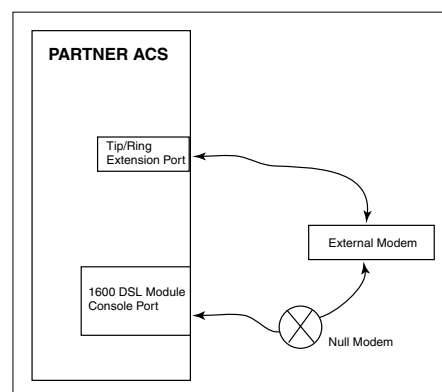 PARTNER ACS
Tip/Ring
Extension Port
External Modem
1600 DSL Module
Console Port
Null Modem